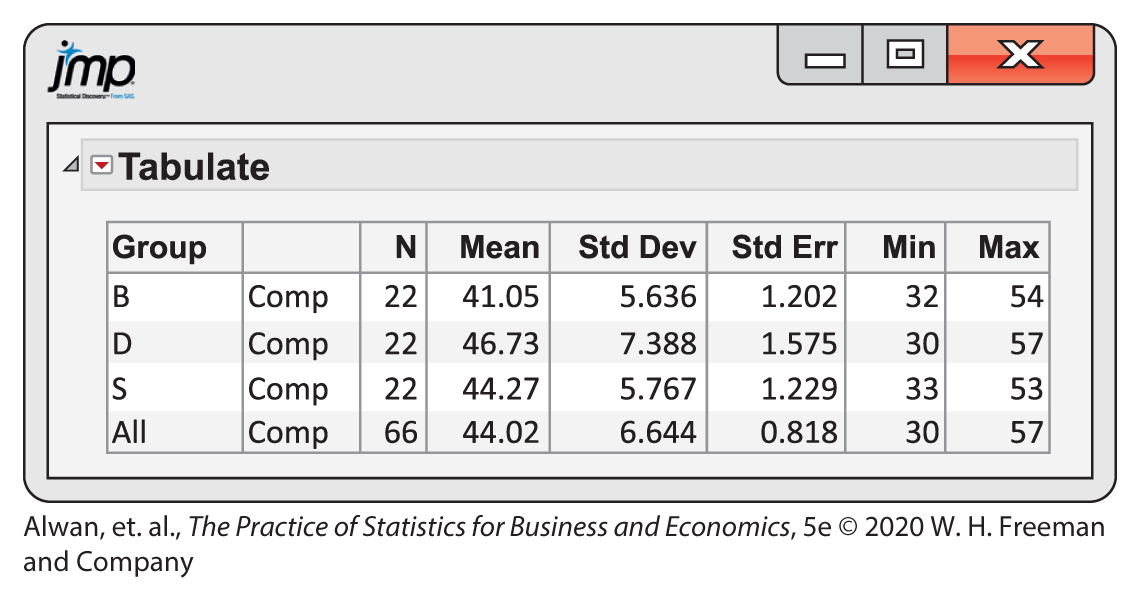 jmp
Statistical Discovery.™ From SAS.
Tabulate
Group N Mean Std Dev Std Err Min Max
B Comp 22 41.05 5.636 1.202 32 54
D Comp 22 46.73 7.388 1.575 30 57
S Comp 22 44.27 5.767 1.229 33 53
All Comp 66 44.02 6.644 0.818 30 57
Alwan, et. al., The Practice of Statistics for Business and Economics, 5e © 2020 W. H. Freeman
and Company